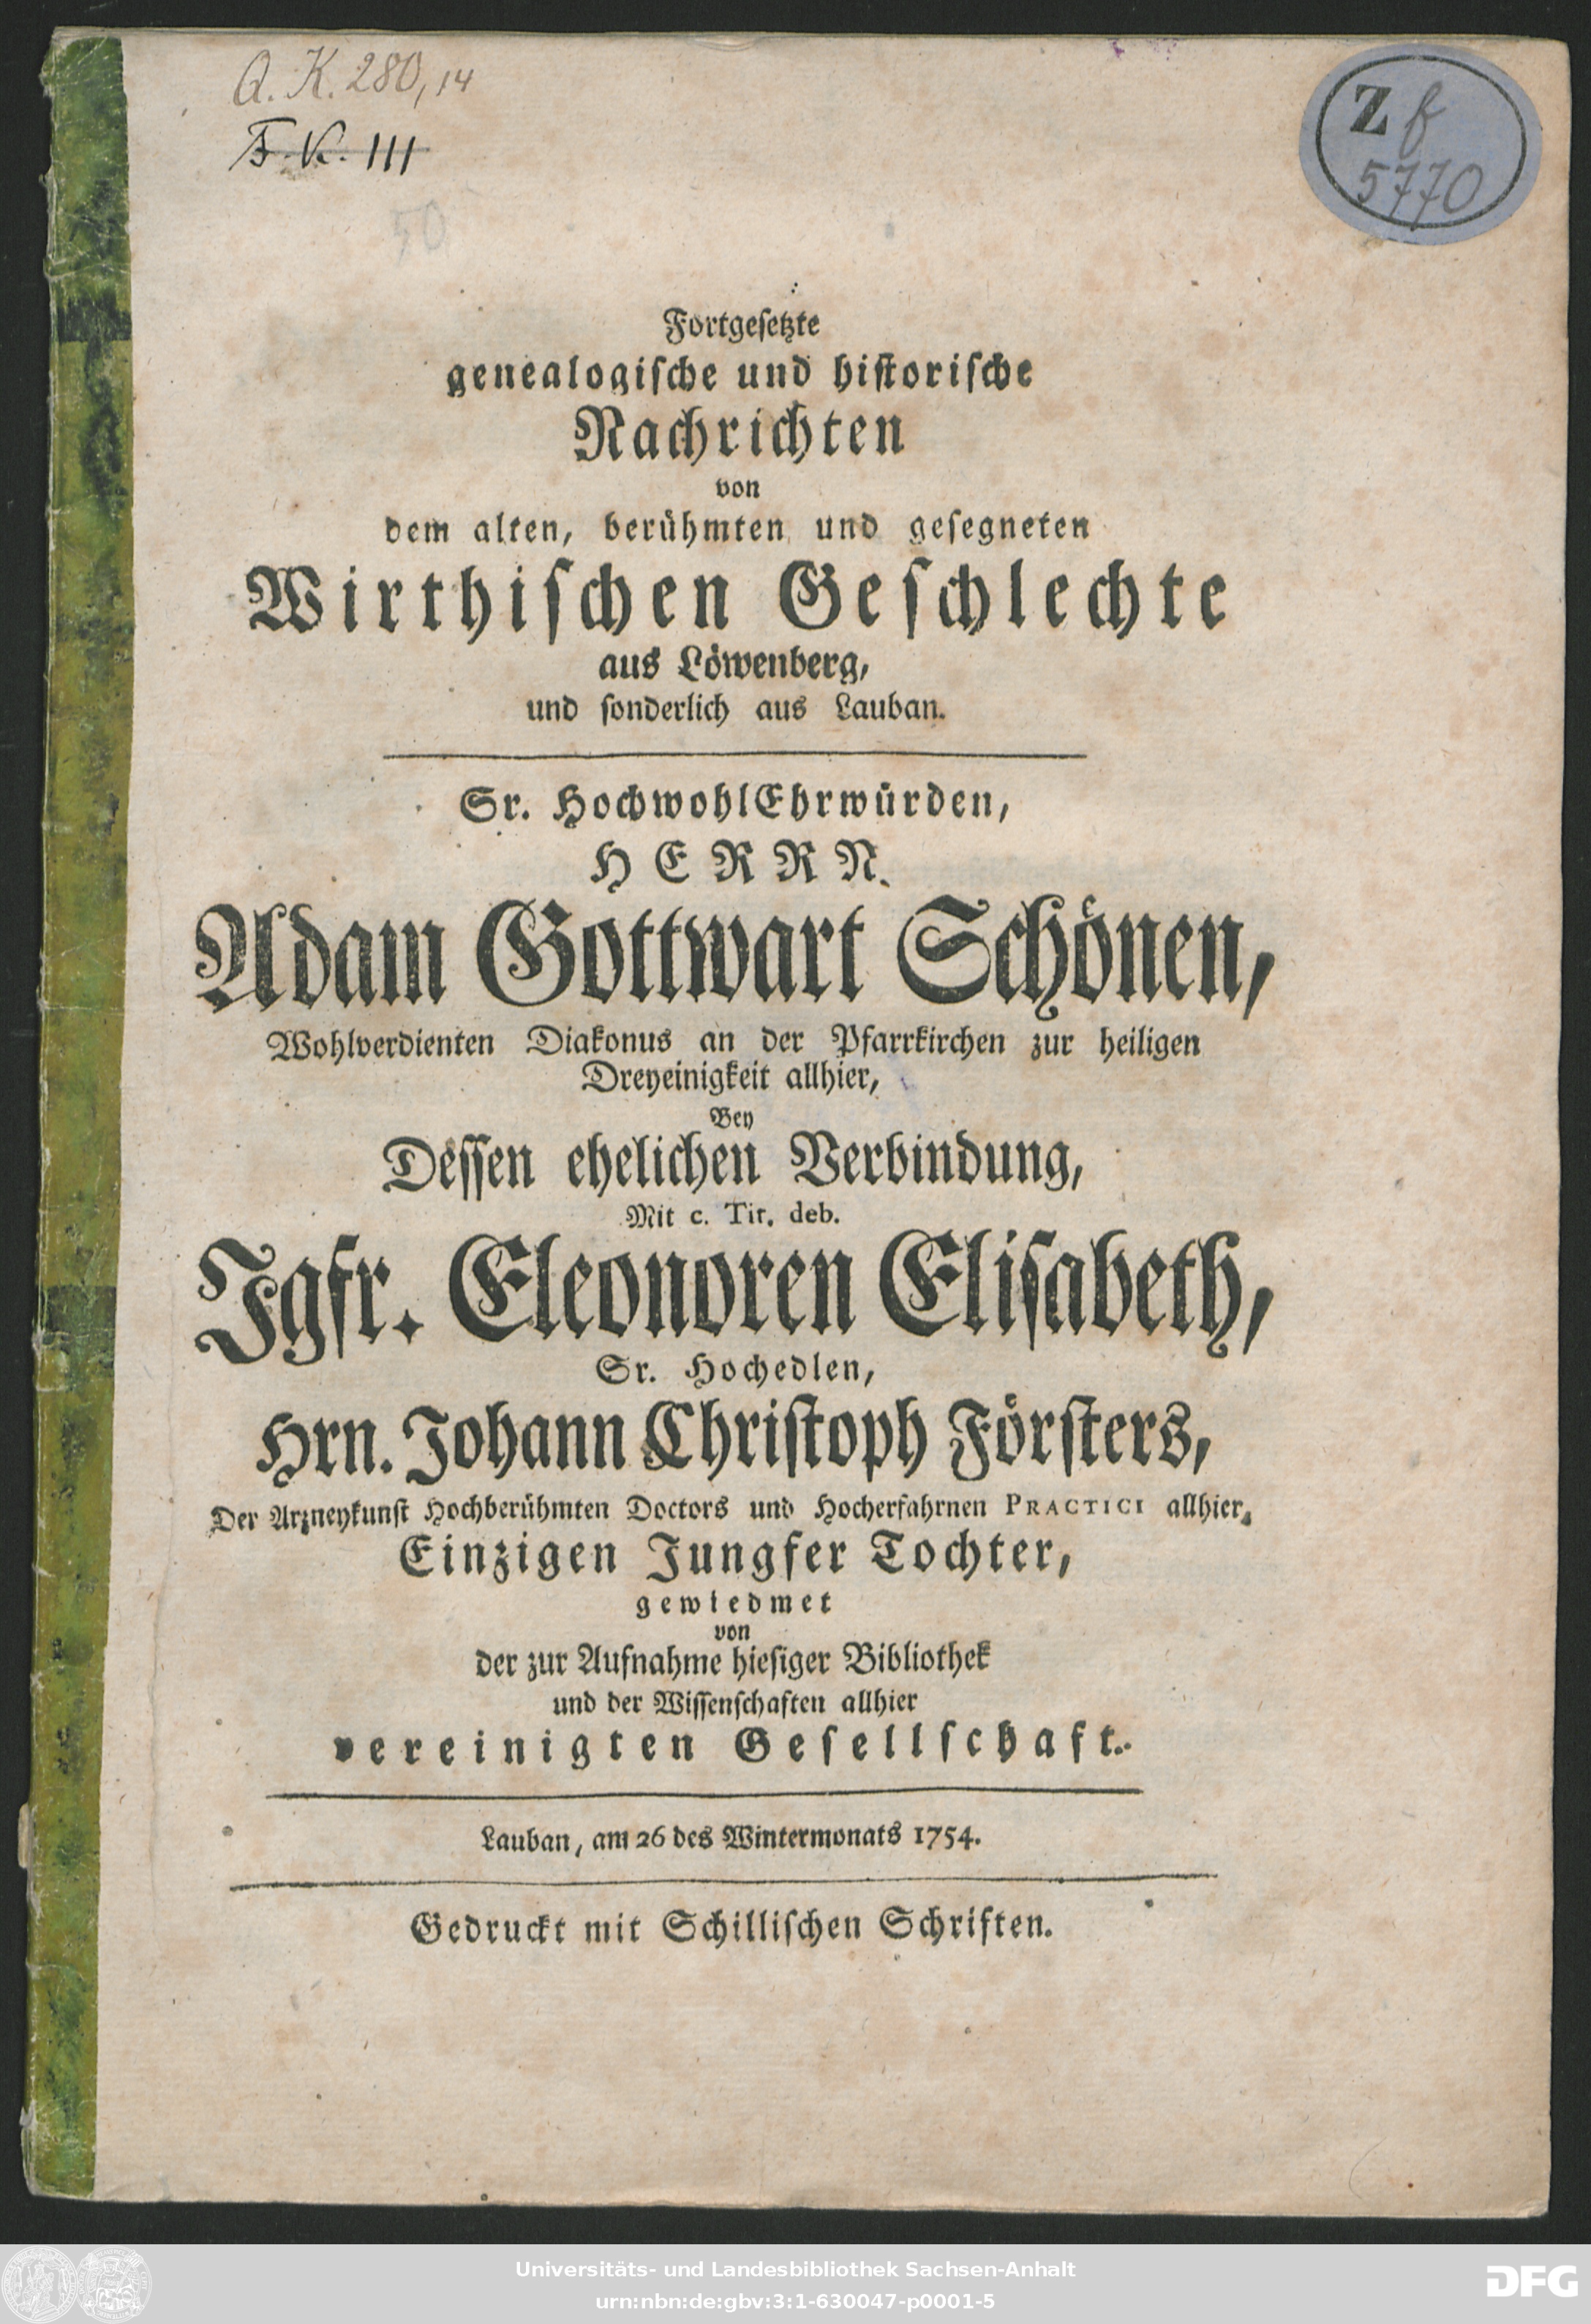 Q. K. 280, 14
F. K. III
50
Z f
5770
Fortgesetzte
genealogische und historische
Nachrichten
von
dem alten, berühmten und gesegneten
Wirthischen Geschlechte
aus Löwenberg,
und sonderlich aus Lauban.
Sr. HochwohlEhrwürden,
HERRN
Adam Gottwart Schönen,
Wohlverdienten Diakonus an der Pfarrkirchen zur heiligen
Dreyeinigkeit allhier,
Bey
Dessen ehelichen Verbindung,
Mit c. Tit. deb.
Jgfr. Eleonoren Elisabeth,
Sr. Hochedlen,
Hrn. Johann Christoph Försters,
Der Arzneykunst Hochberühmten Doctors und Hocherfahrnen PRACTICI allhier,
Einzigen Jungfer Tochter,
gewiedmet
von
der zur Aufnahme hiesiger Bibliothek
und der Wissenschaften allhier
vereinigten Gesellschaft.
Lauban, am 26 des Wintermonats 1754.
Gedruckt mit Schillischen Schriften.
Universitäts- und Landesbibliothek Sachsen-Anhalt
urn:nbn:de:gbv:3:1-630047-p0001-5
DFG